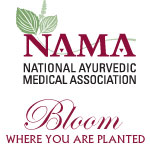 NAMA
NATIONAL AYURVEDIC
MEDICAL ASSOCIATION
Bloom
WHERE YOU ARE PLANTED